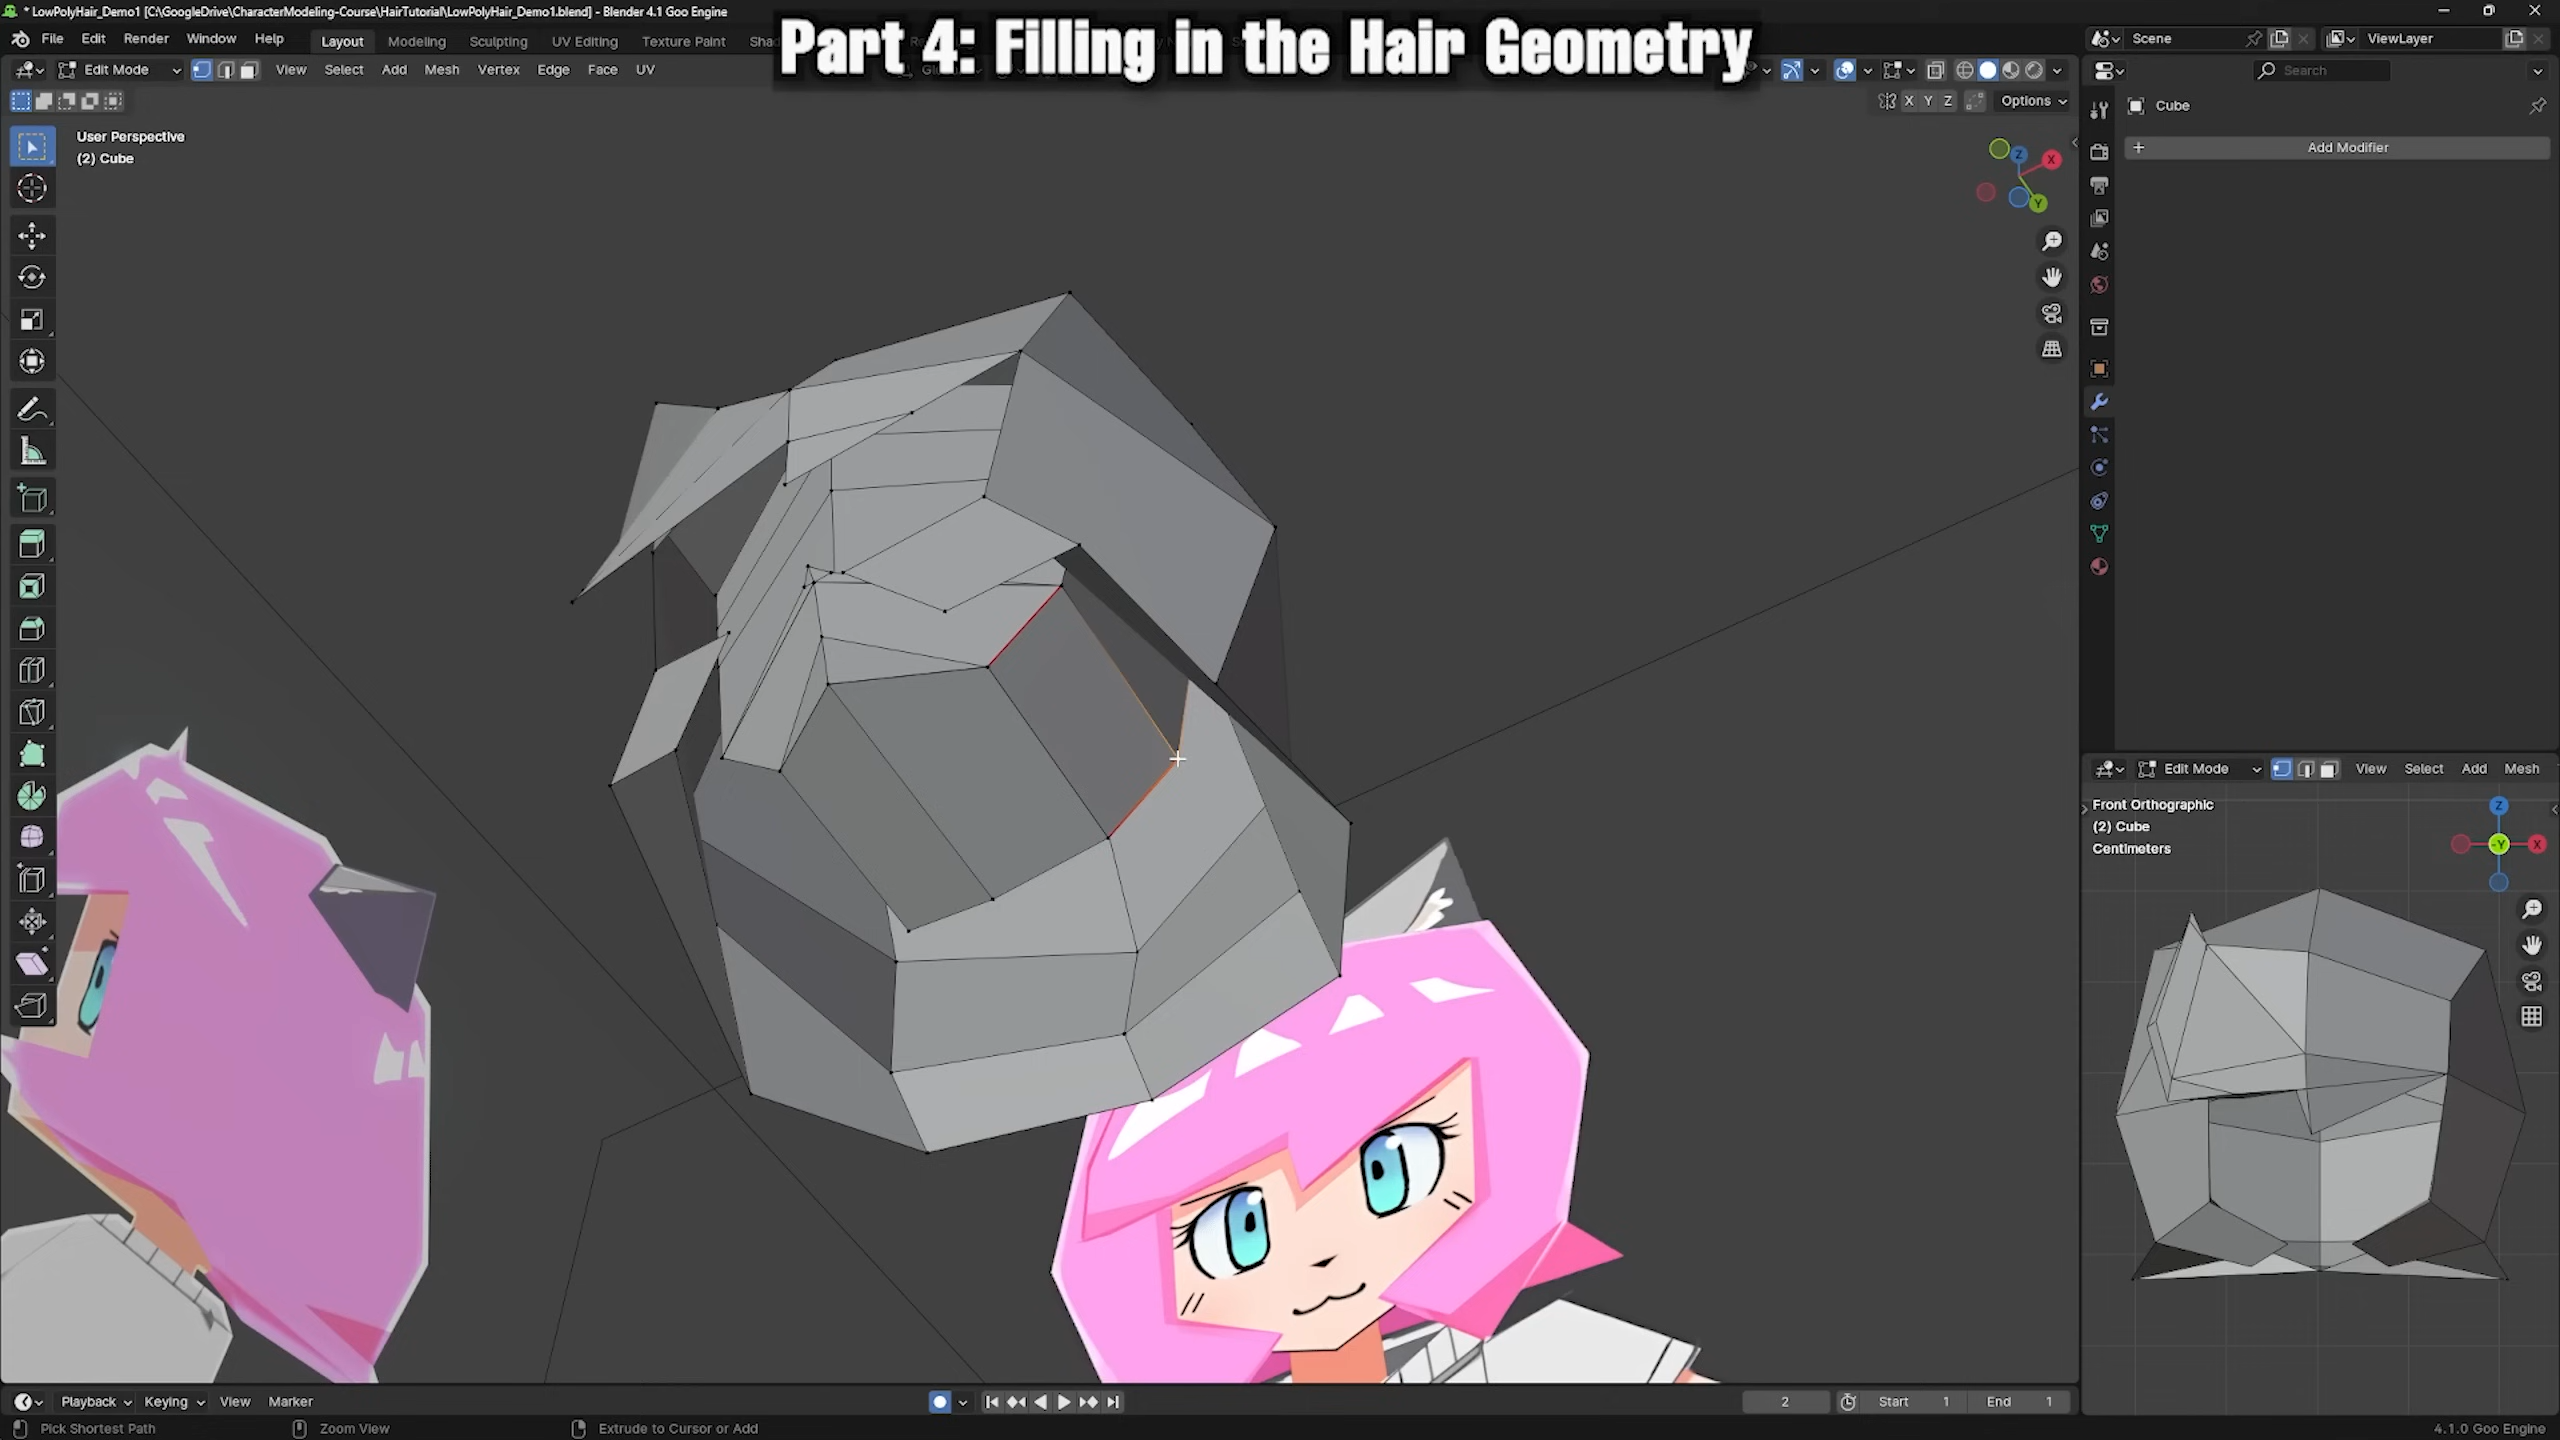 * LowPolyHair_Demo1 [C:\GoogleDrive\CharacterModeling-Course\HairTutorial\LowPolyHair_Demo1.blend] - Blender 4.1 Goo Engine
Part 4: Filling in the Hair Geometry
File Edit Render Window Help Layout Modeling Sculpting UV Editing Texture Paint Sha
Scene ViewLayer
Edit Mode View Select Add Mesh Vertex Edge Face UV
Search
X Y Z Options
Cube
User Perspective
(2) Cube
Add Modifier
Z X Y
Edit Mode View Select Add Mesh
Front Orthographic
(2) Cube
Centimeters
Z -Y X
Playback Keying View Marker 2 Start 1 End 1
Pick Shortest Path Zoom View Extrude to Cursor or Add 4.1.0 Goo Engine